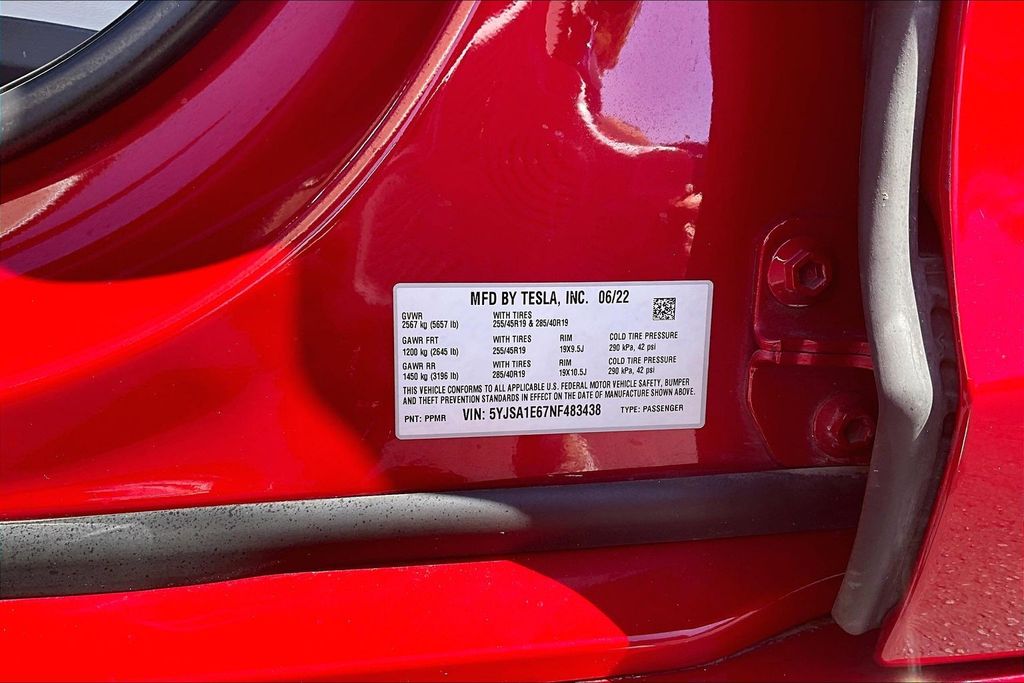 MFD BY TESLA, INC. 06/22
GVWR WITH TIRES
2567 kg (5657 lb) 255/45R19 & 285/40R19
GAWR FRT WITH TIRES RIM COLD TIRE PRESSURE
1200 kg (2645 lb) 255/45R19 19X9.5J 290 kPa, 42 psi
GAWR RR WITH TIRES RIM COLD TIRE PRESSURE
1450 kg (3196 lb) 285/40R19 19X10.5J 290 kPa, 42 psi
THIS VEHICLE CONFORMS TO ALL APPLICABLE U.S. FEDERAL MOTOR VEHICLE SAFETY, BUMPER
AND THEFT PREVENTION STANDARDS IN EFFECT ON THE DATE OF MANUFACTURE SHOWN ABOVE.
PNT: PPMR VIN: 5YJSA1E67NF483438 TYPE: PASSENGER